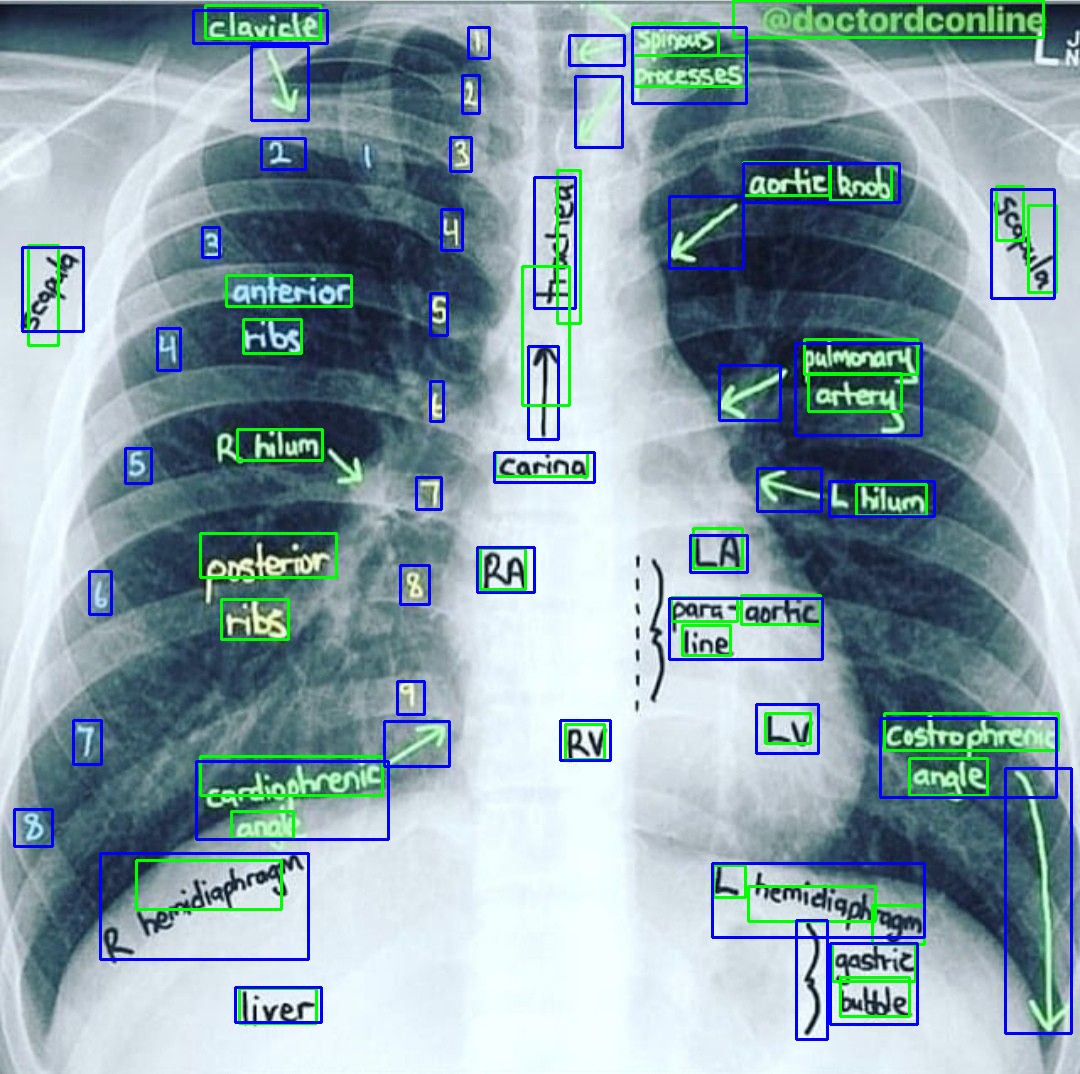 @doctordconline
clavicle
spinous
processes
L
1
2
2
1
3
aortic knob
trachea
scapula
scapula
3
4
anterior
ribs
5
4
pulmonary
artery
6
R hilum
5
carina
7
L hilum
posterior
ribs
6
8
RA
LA
para-aortic
line
9
7
RV
LV
costophrenic
angle
cardiophrenic
angle
8
R hemidiaphragm
L hemidiaphragm
gastric
bubble
liver